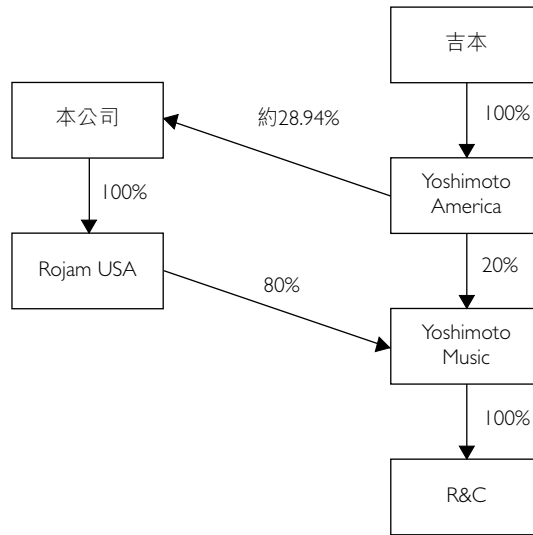 吉本
本公司
約28.94%
100%
100%
Yoshimoto
America
Rojam USA
80%
20%
Yoshimoto
Music
100%
R&C